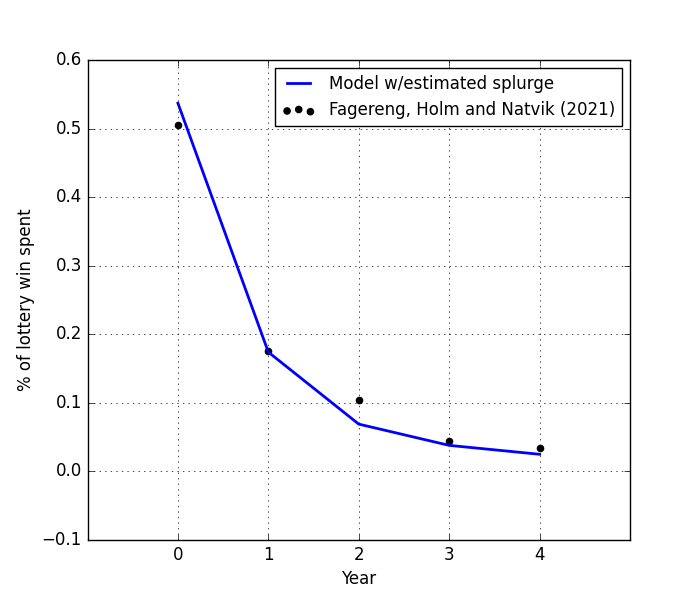 0.6
0.5
0.4
0.3
0.2
0.1
0.0
−0.1
% of lottery win spent
Model w/estimated splurge
Fagereng, Holm and Natvik (2021)
0 1 2 3 4
Year